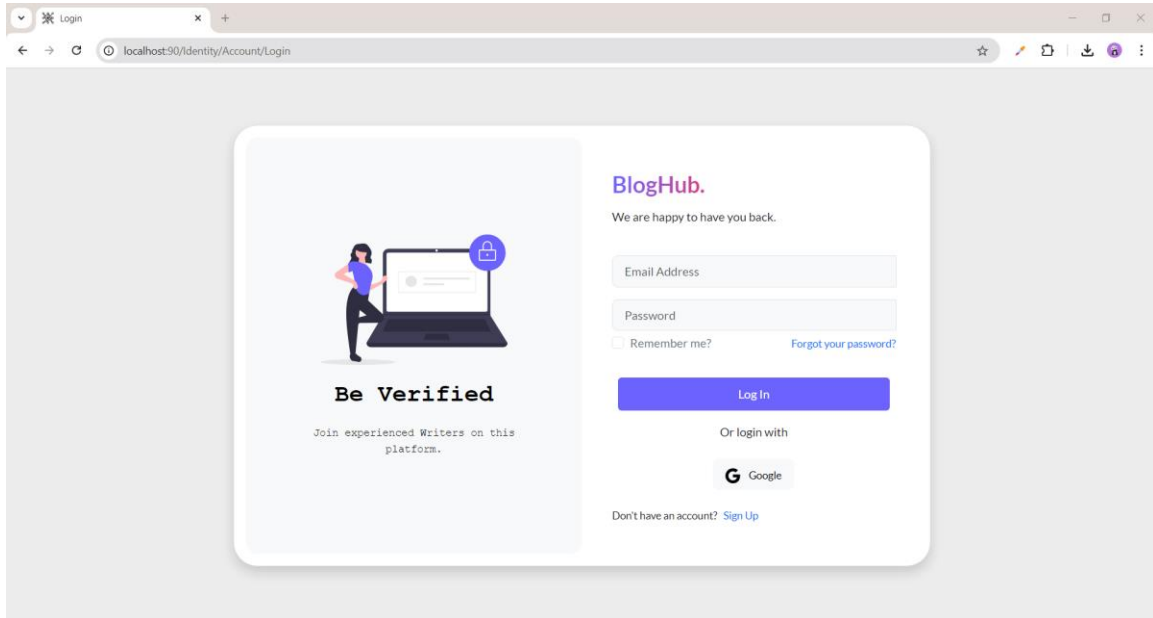 Login
localhost:90/Identity/Account/Login
BlogHub.
We are happy to have you back.
Email Address
Password
Remember me? Forgot your password?
Log In
Or login with
G Google
Don't have an account? Sign Up
Be Verified
Join experienced Writers on this
platform.